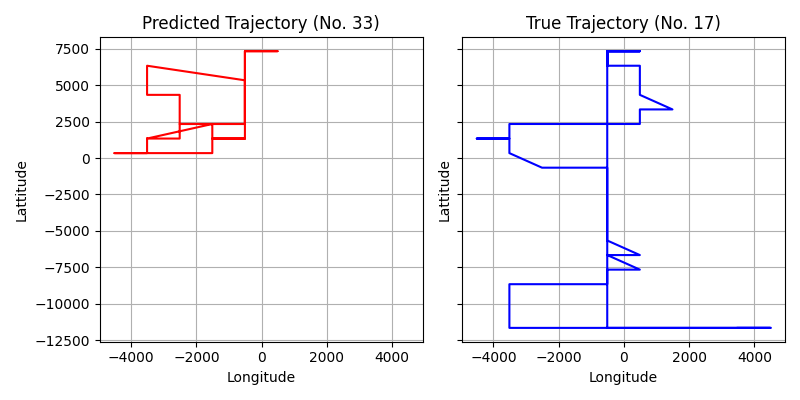 Predicted Trajectory (No. 33)
True Trajectory (No. 17)
7500
5000
2500
0
−2500
−5000
−7500
−10000
−12500
Lattitude
Lattitude
−4000 −2000 0 2000 4000
−4000 −2000 0 2000 4000
Longitude
Longitude